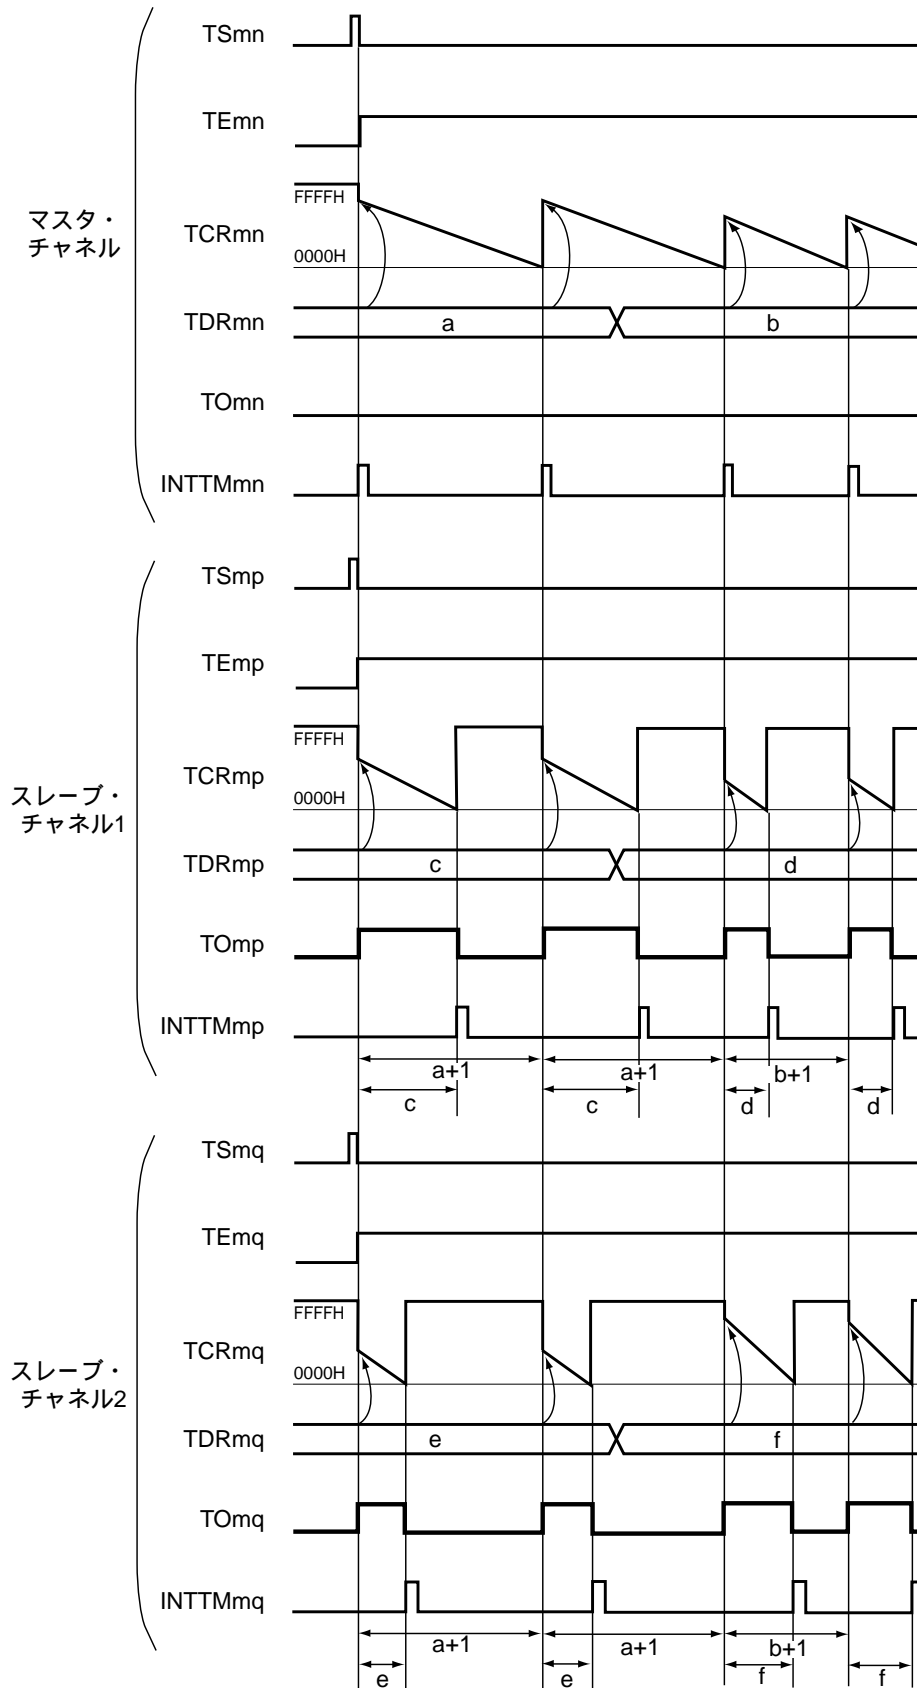 マスタ・
チャネル
TSmn
TEmn
TCRmn
FFFFH
0000H
TDRmn
a
b
TOmn
INTTMmn
スレーブ・
チャネル1
TSmp
TEmp
TCRmp
FFFFH
0000H
TDRmp
c
d
TOmp
INTTMmp
a+1
a+1
b+1
c
c
d
d
スレーブ・
チャネル2
TSmq
TEmq
TCRmq
FFFFH
0000H
TDRmq
e
f
TOmq
INTTMmq
a+1
a+1
b+1
e
e
f
f